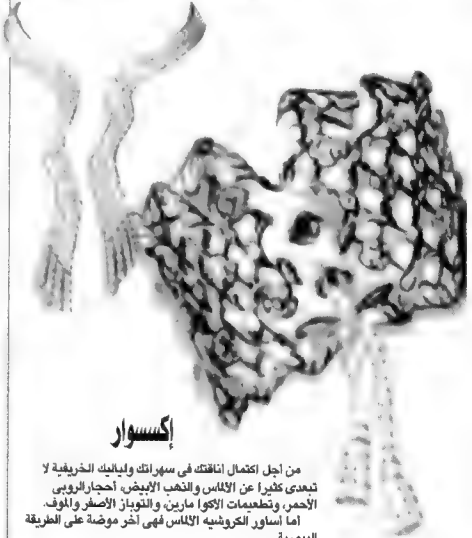 إكسسوار
من أجل اكتمال أناقتك فى سهراتك ولياليك الخريفية لا
تبعدى كثيراً عن الألماس والذهب الأبيض، أحجار الروبى
الأحمر، وتطعيمات الأكوا مارين، والتوباز الأصفر والموف.
أما أساور الكروشيه الألماس فهى آخر موضة على الطريقة